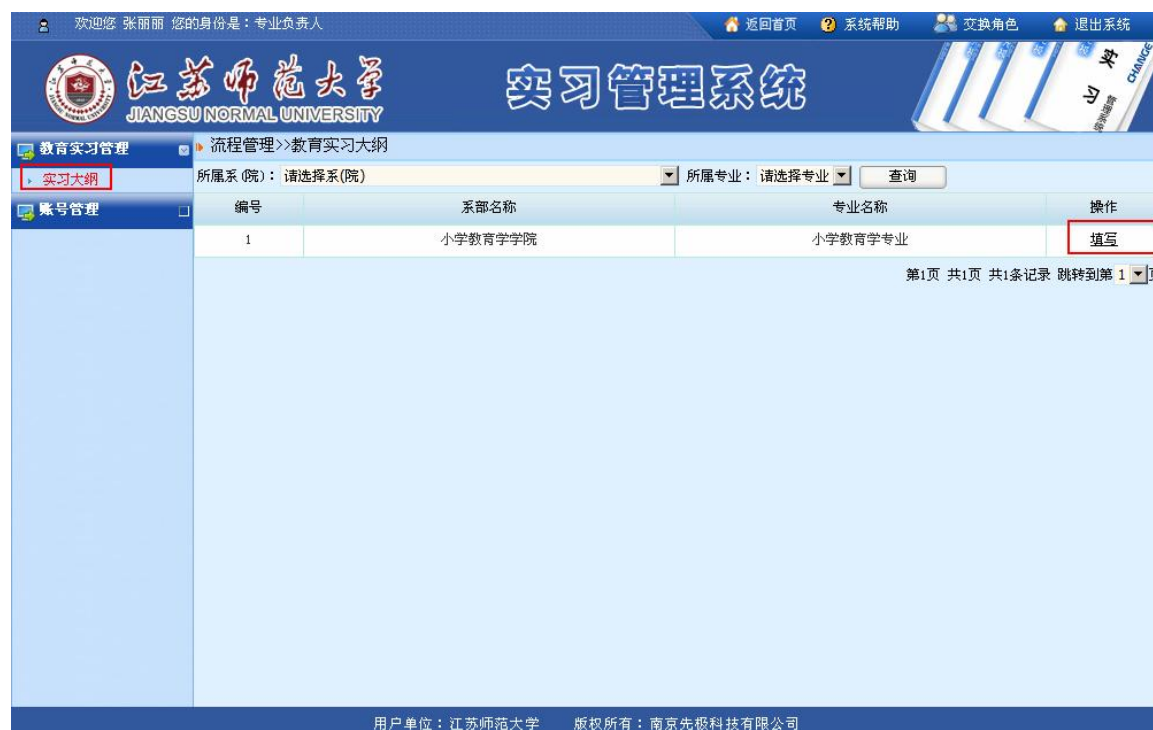 欢迎您 张丽丽 您的身份是：专业负责人 返回首页 系统帮助 交换角色 退出系统
江苏师范大学 实习管理系统
JIANGSU NORMAL UNIVERSITY
实习 管理系统 CHANGE
教育实习管理 流程管理>>教育实习大纲
实习大纲 所属系(院)：请选择系(院) 所属专业：请选择专业 查询
账号管理 编号 系部名称 专业名称 操作
1 小学教育学学院 小学教育学专业 填写
第1页 共1页 共1条记录 跳转到第 1
用户单位：江苏师范大学 版权所有：南京先极科技有限公司